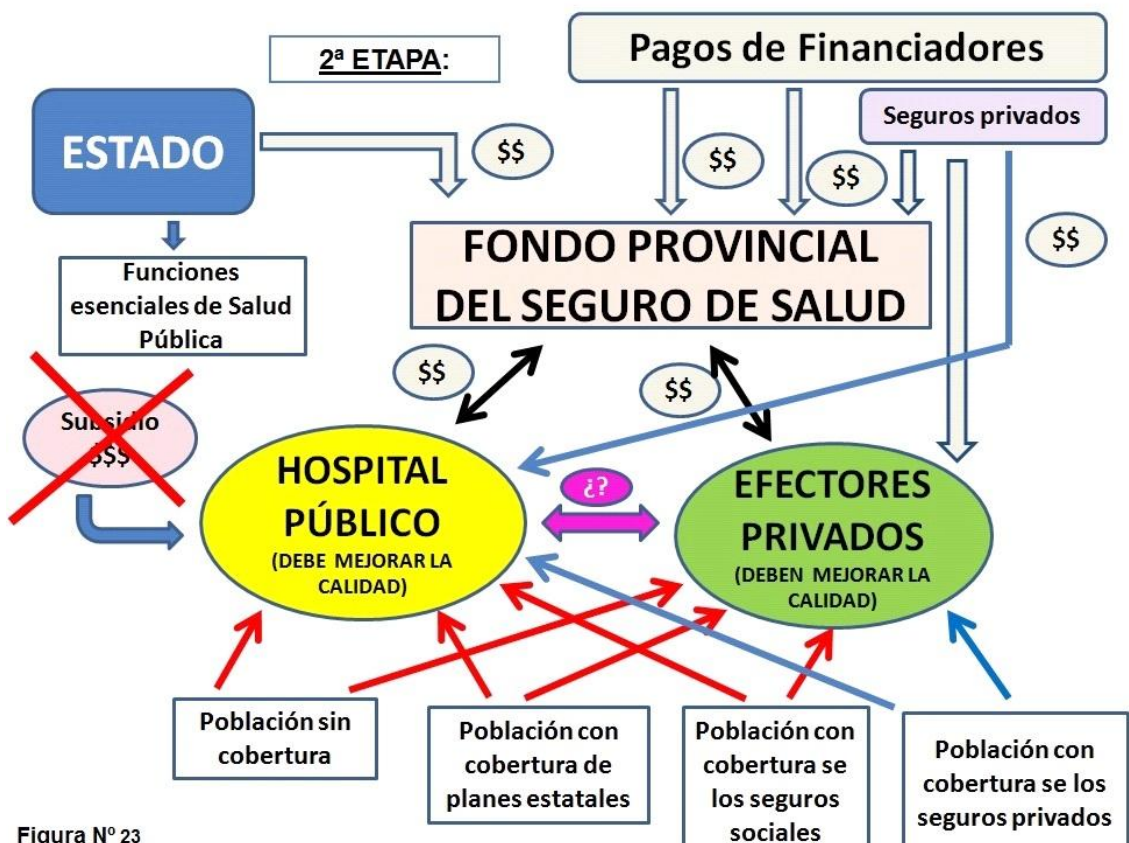 2ª ETAPA:
Pagos de Financiadores
Seguros privados
ESTADO
$$
$$
$$
$$
FONDO PROVINCIAL
DEL SEGURO DE SALUD
Funciones
esenciales de Salud
Pública
$$
$$
Subsidio
$$$
HOSPITAL
PÚBLICO
(DEBE MEJORAR LA
CALIDAD)
¿?
EFECTORES
PRIVADOS
(DEBEN MEJORAR LA
CALIDAD)
Población sin
cobertura
Población con
cobertura de
planes estatales
Población con
cobertura se
los seguros
sociales
Población con
cobertura se los
seguros privados
Figura Nº 23